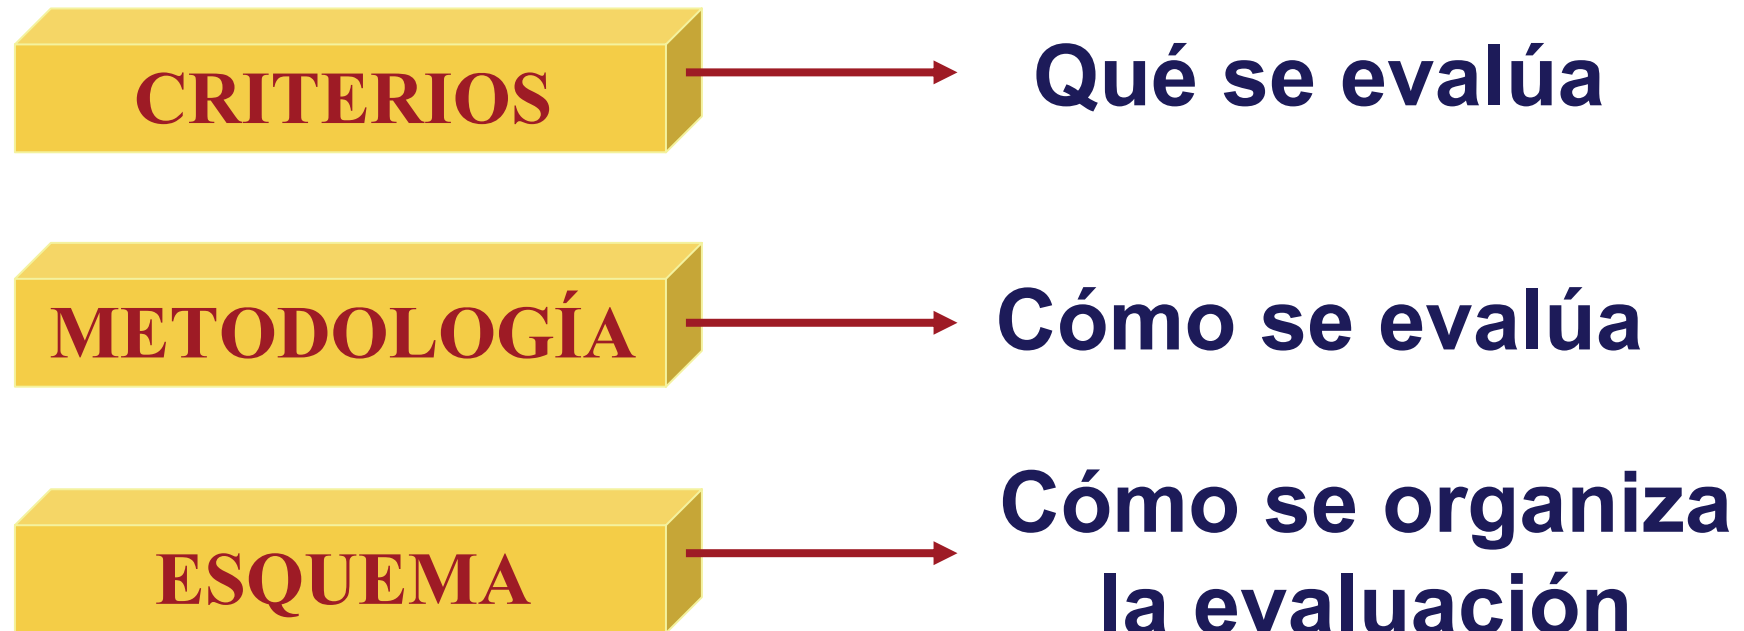 CRITERIOS
Qué se evalúa
METODOLOGÍA
Cómo se evalúa
ESQUEMA
Cómo se organiza
la evaluación